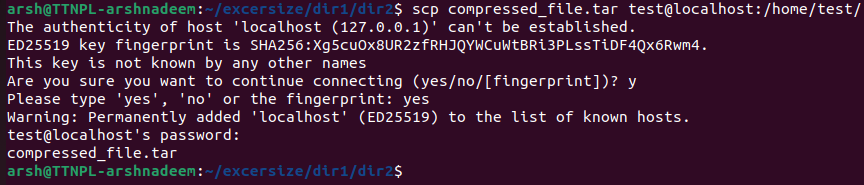 arsh@TTNPL-arshnadeem:~/excersize/dir1/dir2$ scp compressed_file.tar test@localhost:/home/test/
The authenticity of host 'localhost (127.0.0.1)' can't be established.
ED25519 key fingerprint is SHA256:Xg5cuOx8UR2zfRHJQYWCuWtBRi3PLssTiDF4Qx6Rwm4.
This key is not known by any other names
Are you sure you want to continue connecting (yes/no/[fingerprint])? y
Please type 'yes', 'no' or the fingerprint: yes
Warning: Permanently added 'localhost' (ED25519) to the list of known hosts.
test@localhost's password:
compressed_file.tar
arsh@TTNPL-arshnadeem:~/excersize/dir1/dir2$